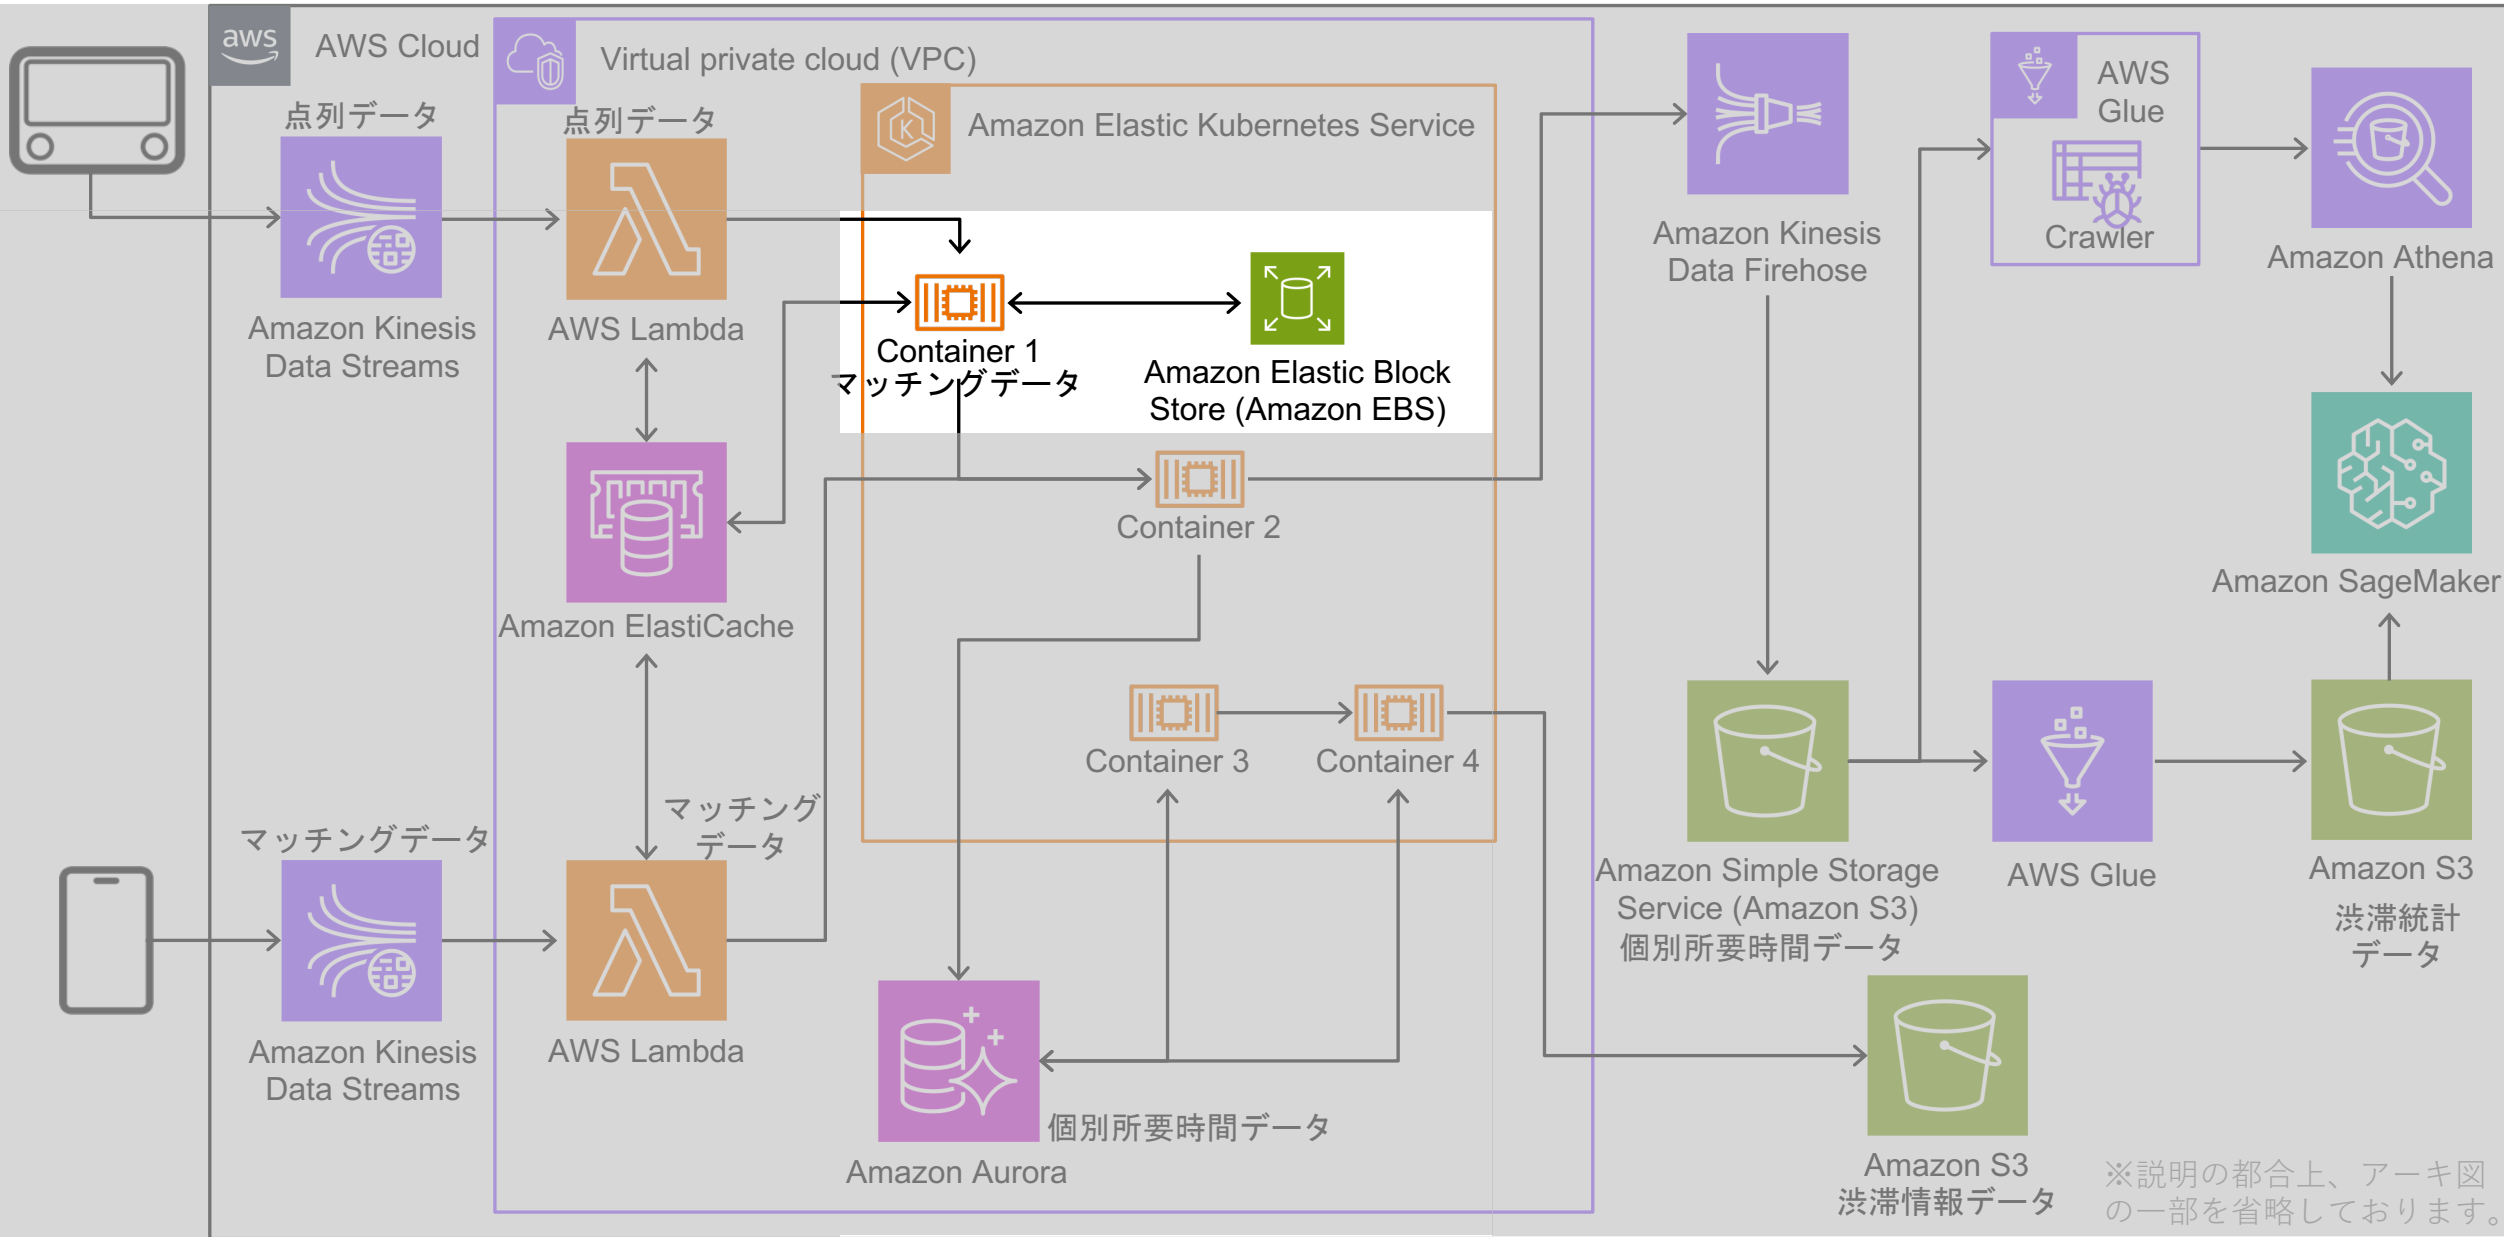 aws
AWS Cloud
Virtual private cloud (VPC)
点列データ
点列データ
Amazon Elastic Kubernetes Service
K
AWS
Glue
Crawler
Amazon Kinesis
Data Firehose
Amazon Athena
Amazon Kinesis
Data Streams
AWS Lambda
Container 1
マッチングデータ
Amazon Elastic Block
Store (Amazon EBS)
Container 2
Amazon ElastiCache
Amazon SageMaker
Container 3
Container 4
マッチングデータ
マッチング
データ
Amazon Simple Storage
Service (Amazon S3)
個別所要時間データ
AWS Glue
Amazon S3
渋滞統計
データ
Amazon Kinesis
Data Streams
AWS Lambda
個別所要時間データ
Amazon Aurora
Amazon S3
渋滞情報データ
※説明の都合上、アーキ図
の一部を省略しております。